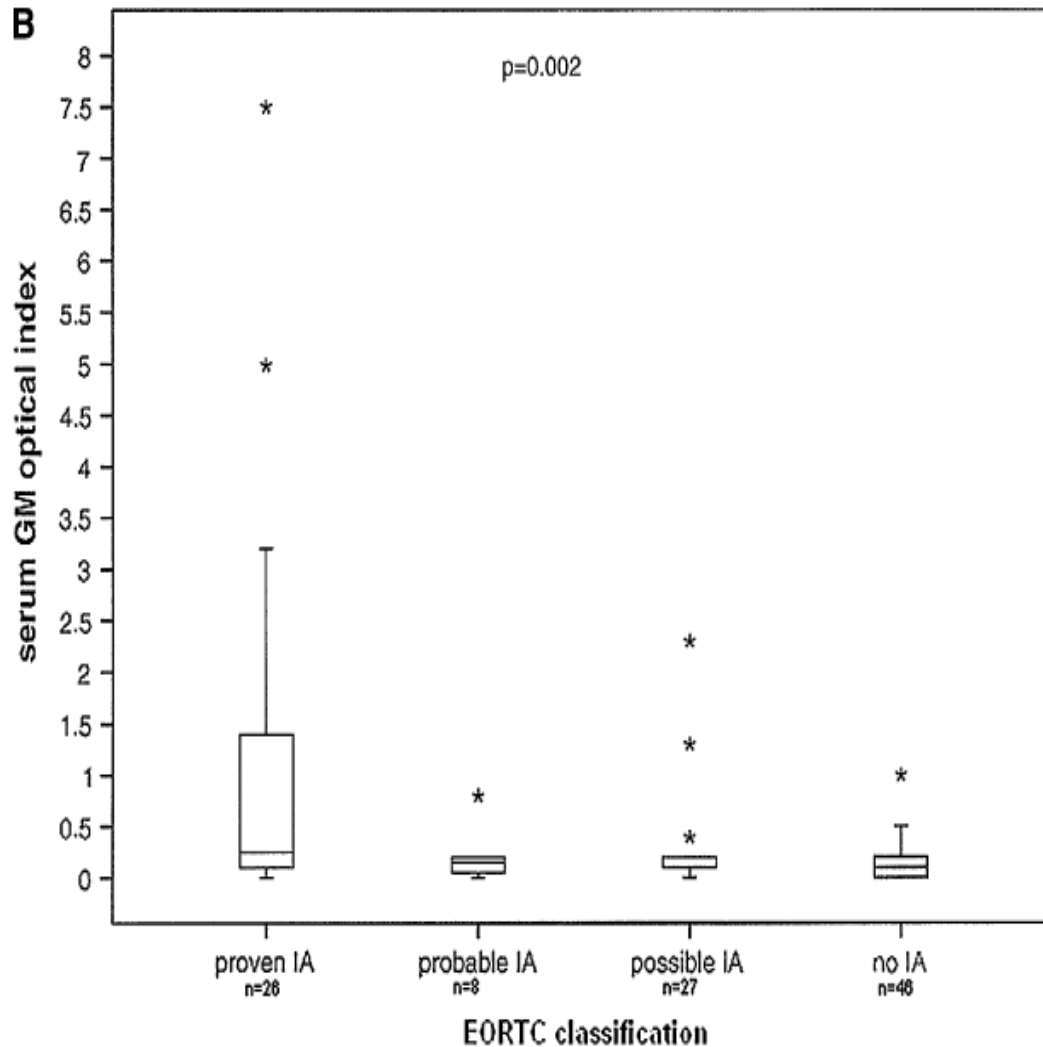 B
p=0.002
8
7.5
7
6.5
6
5.5
5
4.5
4
3.5
3
2.5
2
1.5
1
0.5
0
serum GM optical index
proven IA
n=26
probable IA
n=8
possible IA
n=27
no IA
n=46
EORTC classification